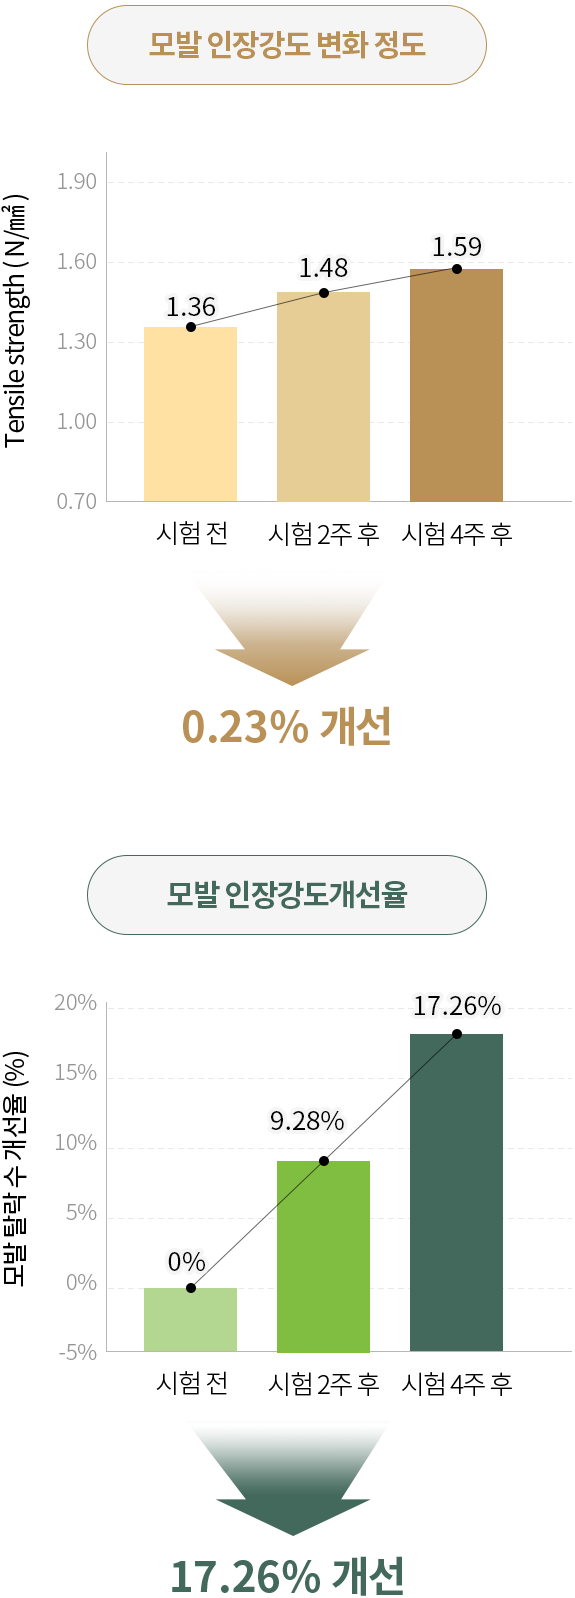 모발 인장강도 변화 정도
Tensile strength ( N/㎟ )
1.90
1.60
1.30
1.00
0.70
1.36
1.48
1.59
시험 전
시험 2주 후
시험 4주 후
0.23% 개선
모발 인장강도개선율
모발 탈락 수 개선율 (%)
20%
15%
10%
5%
0%
-5%
0%
9.28%
17.26%
시험 전
시험 2주 후
시험 4주 후
17.26% 개선